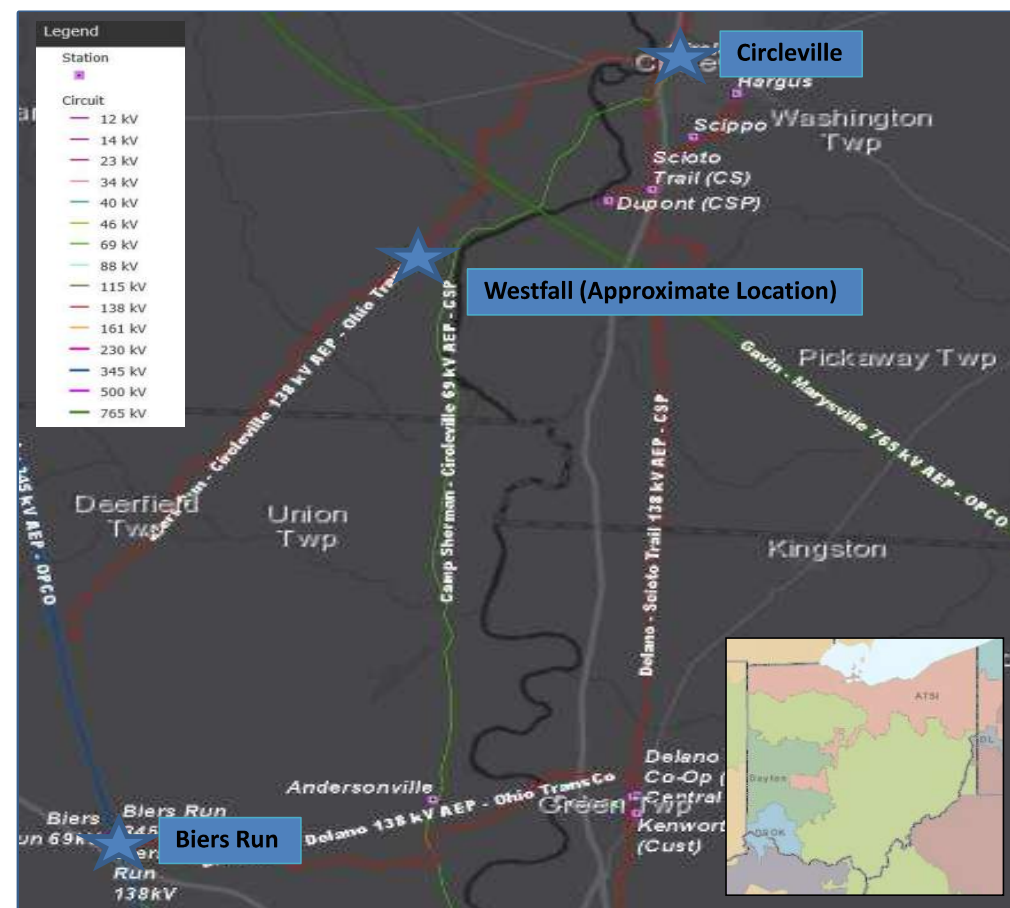 Legend
Station
Circuit
12 kV
14 kV
23 kV
34 kV
40 kV
46 kV
69 kV
88 kV
115 kV
138 kV
161 kV
230 kV
345 kV
500 kV
765 kV
Circleville
Hargus
Scippo
Washington
Twp
Scioto
Trail (CS)
Dupont (CSP)
Westfall (Approximate Location)
Circleville 138 kV AEP - Ohio
Camp Sherman - Circleville 69 kV AEP - CSP
Delano - Scioto Trail 138 kV AEP - CSP
Gavin - Marysville 765 kV AEP - OPCO
Pickaway Twp
Deerfield
Twp
Union
Twp
kV AEP - OPCO
Kingston
Andersonville
Delano 138 kV AEP - Ohio TransCo
Green Twp
Delano
Co-Op (
Central
Kenwort
(Cust)
Biers
Biers Run
Biers Run
Run
138kV
ATSI
DL
Dayton
DEOK